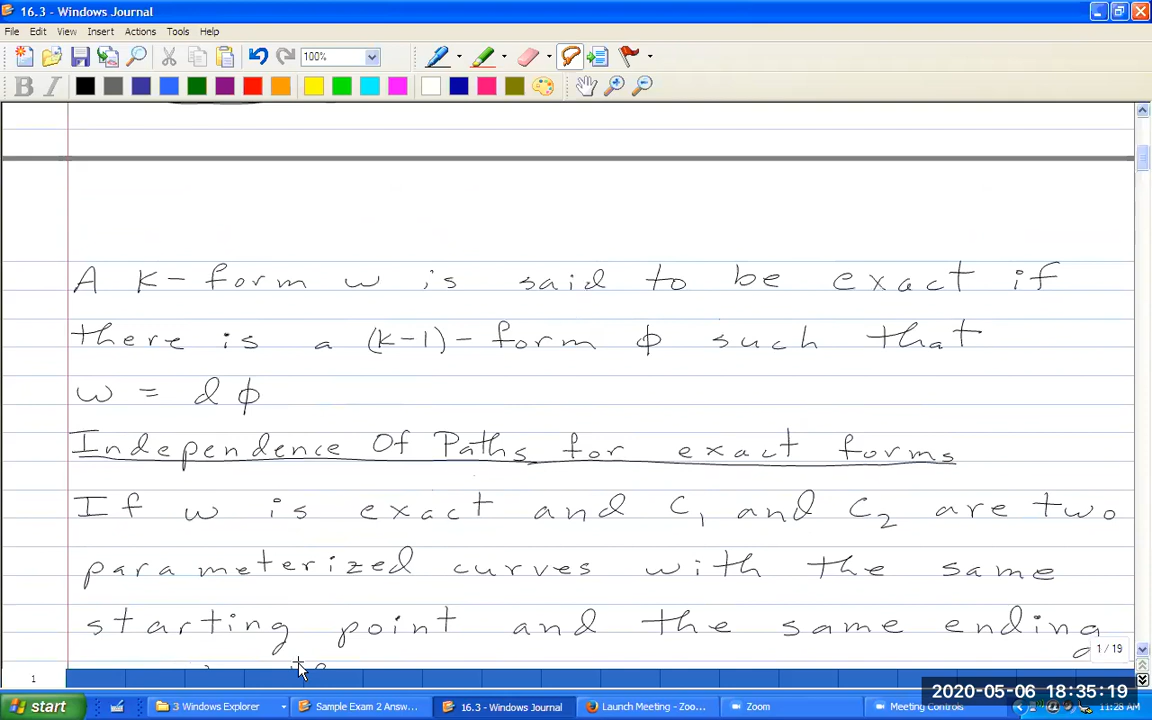 16.3 - Windows Journal
File Edit View Insert Actions Tools Help
100%
B I
A k-form w is said to be exact if
there is a (k-1)-form ϕ such that
w = dϕ
Independence Of Paths for exact forms
If w is exact and C₁ and C₂ are two
parameterized curves with the same
starting point and the same ending
1 / 19
1
start 3 Windows Explorer Sample Exam 2 Answ... 16.3 - Windows Journal Launch Meeting - Zoo... Zoom Meeting Controls 11:28 AM
2020-05-06 18:35:19